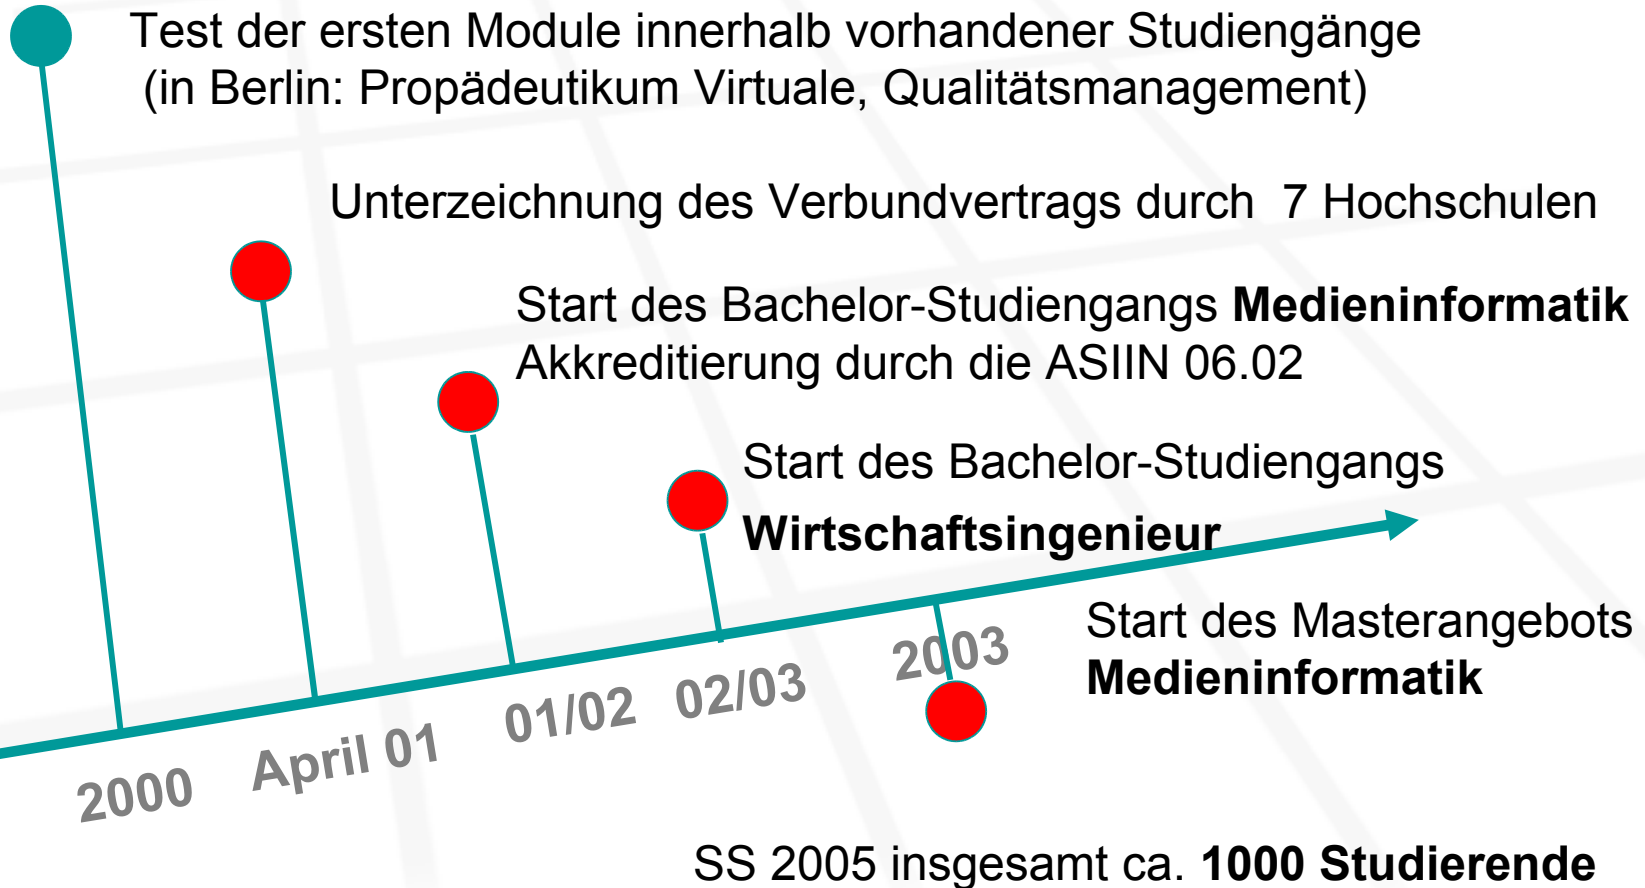 Test der ersten Module innerhalb vorhandener Studiengänge
(in Berlin: Propädeutikum Virtuale, Qualitätsmanagement)
Unterzeichnung des Verbundvertrags durch 7 Hochschulen
Start des Bachelor-Studiengangs Medieninformatik
Akkreditierung durch die ASIIN 06.02
Start des Bachelor-Studiengangs
Wirtschaftsingenieur
Start des Masterangebots
Medieninformatik
2000
April 01
01/02
02/03
2003
SS 2005 insgesamt ca. 1000 Studierende